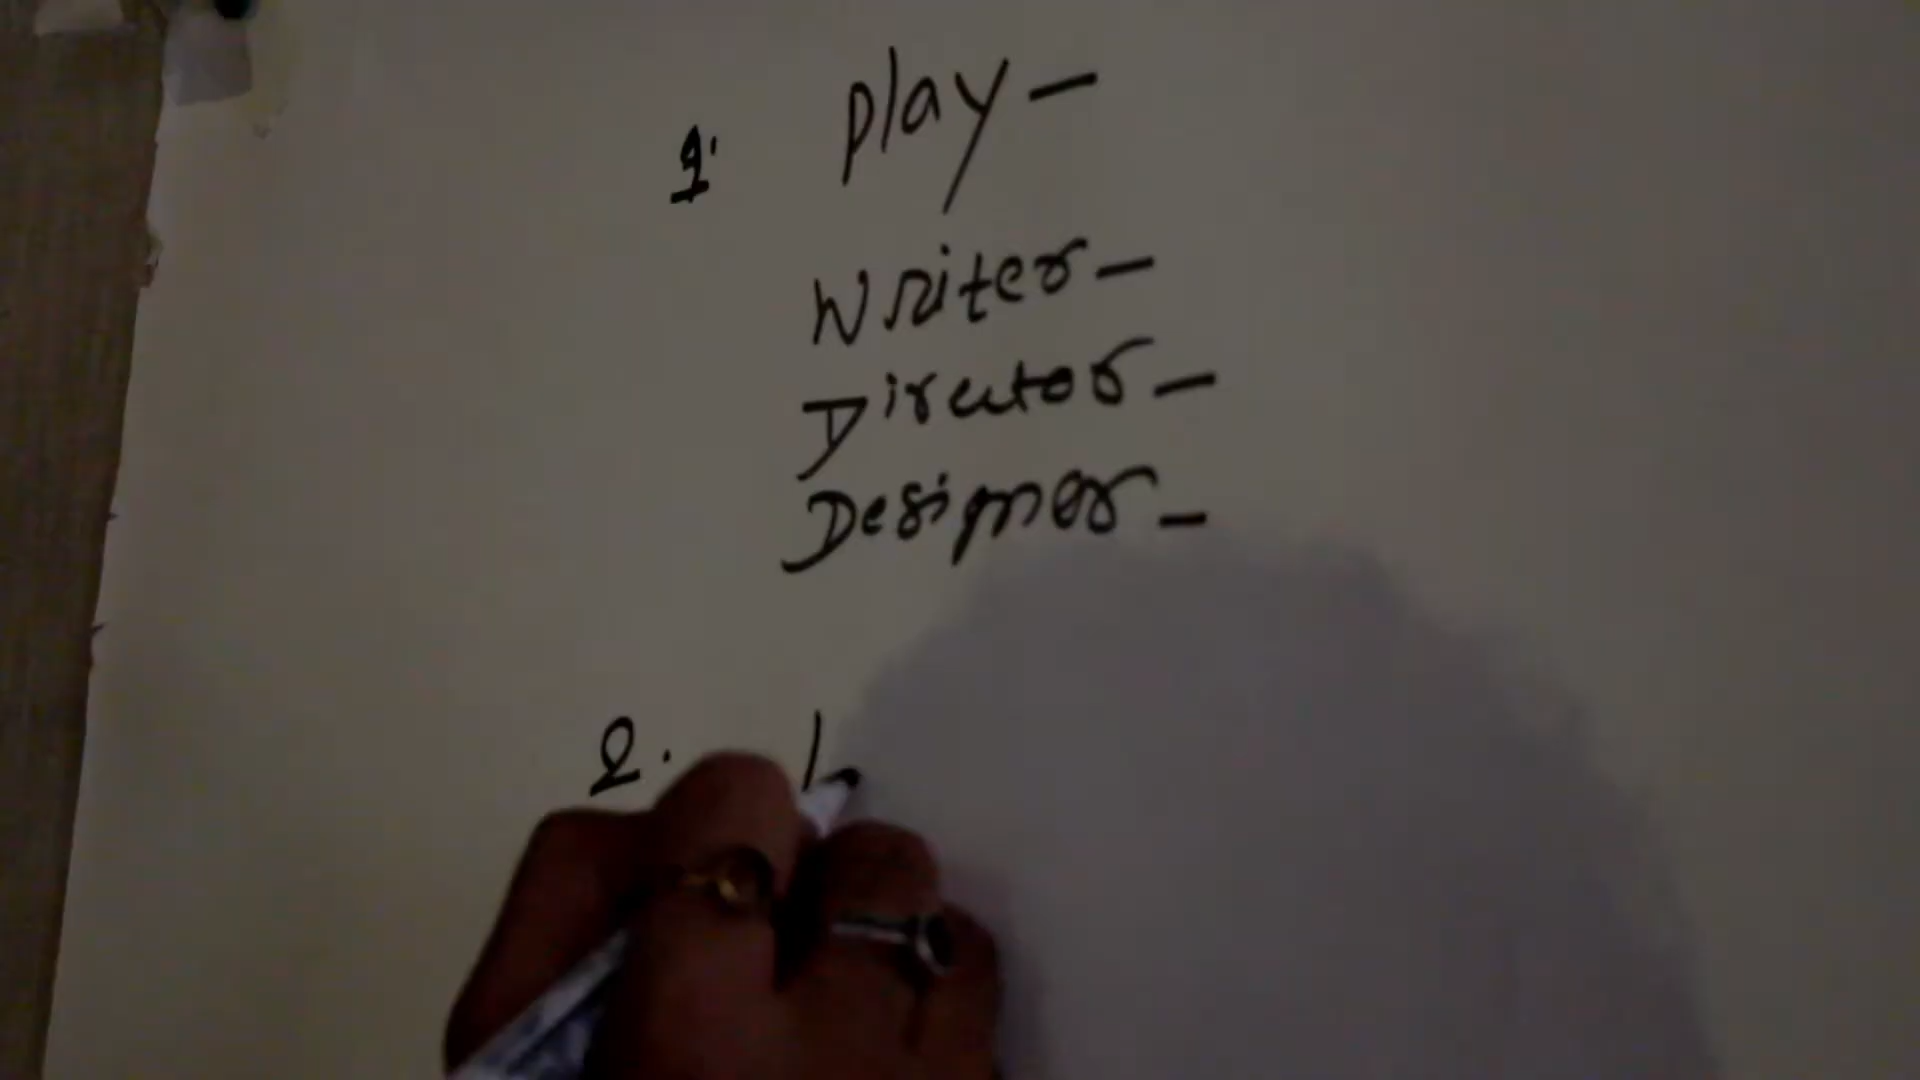 1. Play -
Writer -
Director -
Designer -
2.